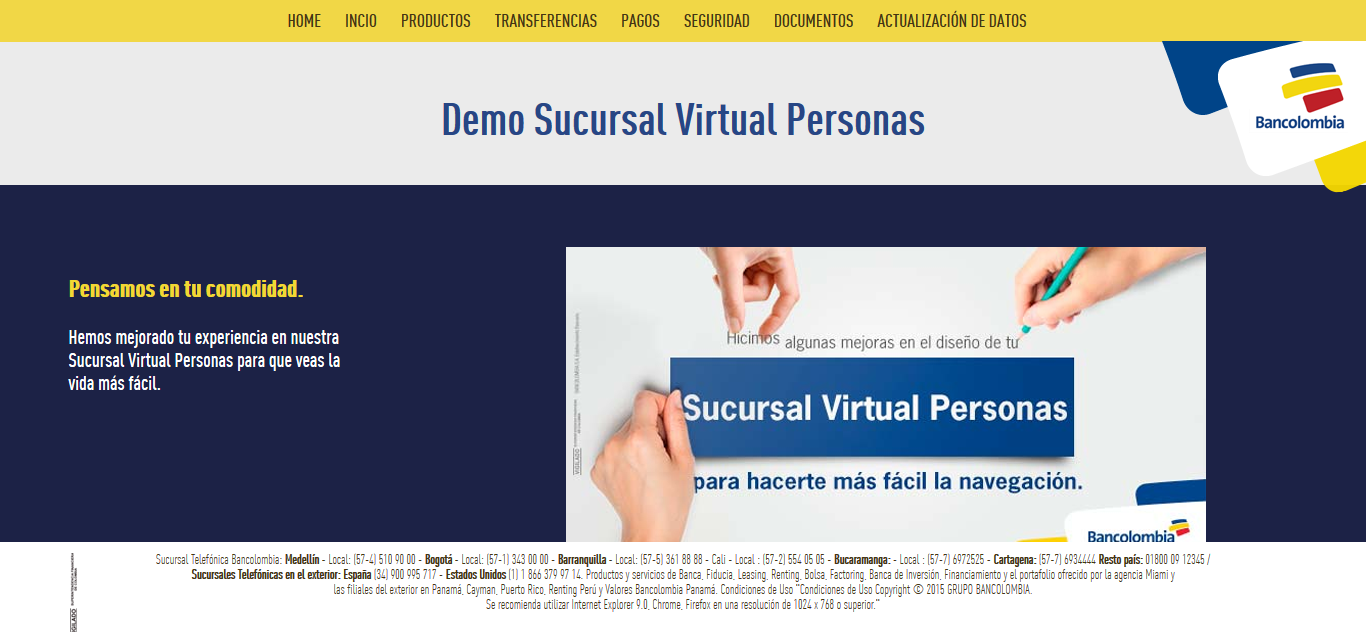 HOME INCIO PRODUCTOS TRANSFERENCIAS PAGOS SEGURIDAD DOCUMENTOS ACTUALIZACIÓN DE DATOS
Demo Sucursal Virtual Personas
Bancolombia
Pensamos en tu comodidad.
Hemos mejorado tu experiencia en nuestra
Sucursal Virtual Personas para que veas la
vida más fácil.
Hicimos algunas mejoras en el diseño de tu
Sucursal Virtual Personas
para hacerte más fácil la navegación.
VIGILADO
Bancolombia
Sucursal Telefónica Bancolombia: Medellín - Local: (57-4) 510 90 00 - Bogotá - Local: (57-1) 343 00 00 - Barranquilla - Local: (57-5) 361 88 88 - Cali - Local : (57-2) 554 05 05 - Bucaramanga: - Local : (57-7) 6972525 - Cartagena: (57-7) 6934444 Resto país: 01800 09 12345 /
Sucursales Telefónicas en el exterior: España (34) 900 995 717 - Estados Unidos (1) 1 866 379 97 14. Productos y servicios de Banca, Fiducia, Leasing, Renting, Bolsa, Factoring, Banca de Inversión, Financiamiento y el portafolio ofrecido por la agencia Miami y
las filiales del exterior en Panamá, Cayman, Puerto Rico, Renting Perú y Valores Bancolombia Panamá. Condiciones de Uso "Condiciones de Uso Copyright © 2015 GRUPO BANCOLOMBIA.
Se recomienda utilizar Internet Explorer 9.0, Chrome, Firefox en una resolución de 1024 x 768 o superior."
VIGILADO